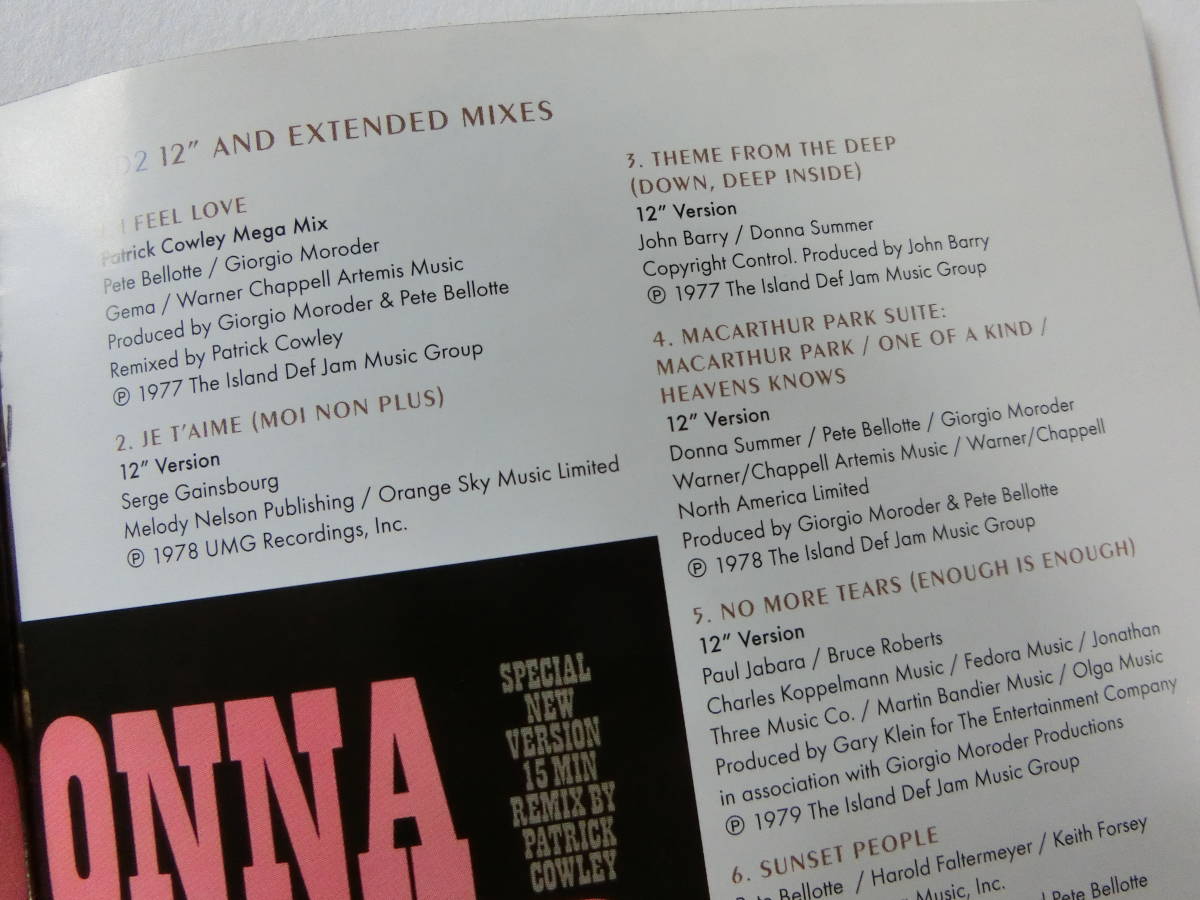 D2 12" AND EXTENDED MIXES
1. I FEEL LOVE
Patrick Cowley Mega Mix
Pete Bellotte / Giorgio Moroder
Gema / Warner Chappell Artemis Music
Produced by Giorgio Moroder & Pete Bellotte
Remixed by Patrick Cowley
℗ 1977 The Island Def Jam Music Group
2. JE T'AIME (MOI NON PLUS)
12" Version
Serge Gainsbourg
Melody Nelson Publishing / Orange Sky Music Limited
℗ 1978 UMG Recordings, Inc.
ONNA
SPECIAL
NEW
VERSION
15 MIN
REMIX BY
PATRICK
COWLEY
3. THEME FROM THE DEEP
(DOWN, DEEP INSIDE)
12" Version
John Barry / Donna Summer
Copyright Control. Produced by John Barry
℗ 1977 The Island Def Jam Music Group
4. MACARTHUR PARK SUITE:
MACARTHUR PARK / ONE OF A KIND /
HEAVENS KNOWS
12" Version
Donna Summer / Pete Bellotte / Giorgio Moroder
Warner/Chappell Artemis Music / Warner/Chappell
North America Limited
Produced by Giorgio Moroder & Pete Bellotte
℗ 1978 The Island Def Jam Music Group
5. NO MORE TEARS (ENOUGH IS ENOUGH)
12" Version
Paul Jabara / Bruce Roberts
Charles Koppelmann Music / Fedora Music / Jonathan
Three Music Co. / Martin Bandier Music / Olga Music
Produced by Gary Klein for The Entertainment Company
in association with Giorgio Moroder Productions
℗ 1979 The Island Def Jam Music Group
6. SUNSET PEOPLE
Pete Bellotte / Harold Faltermeyer / Keith Forsey
Music, Inc.
Pete Bellotte